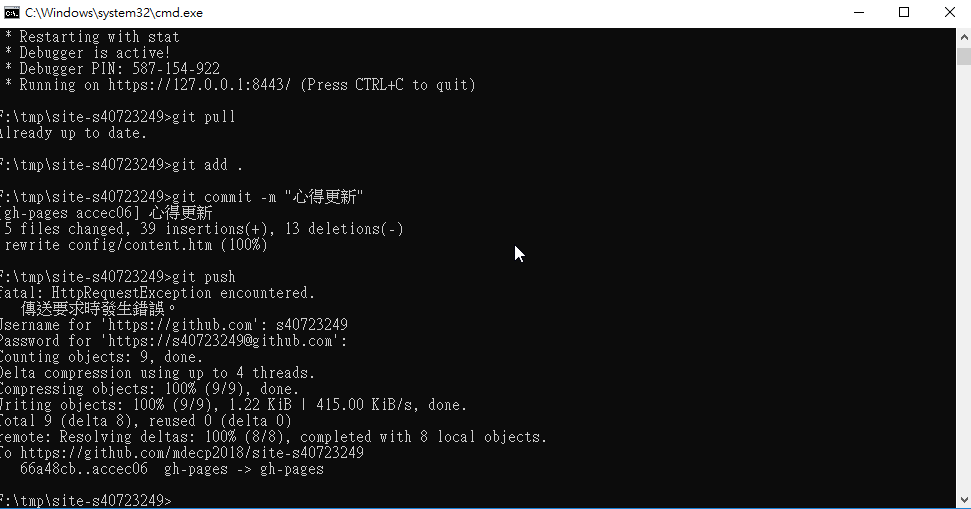 C:\Windows\system32\cmd.exe
* Restarting with stat
* Debugger is active!
* Debugger PIN: 587-154-922
* Running on https://127.0.0.1:8443/ (Press CTRL+C to quit)
F:\tmp\site-s40723249>git pull
Already up to date.
F:\tmp\site-s40723249>git add .
F:\tmp\site-s40723249>git commit -m "心得更新"
[gh-pages accec06] 心得更新
5 files changed, 39 insertions(+), 13 deletions(-)
rewrite config/content.htm (100%)
F:\tmp\site-s40723249>git push
fatal: HttpRequestException encountered.
傳送要求時發生錯誤。
Username for 'https://github.com': s40723249
Password for 'https://s40723249@github.com':
Counting objects: 9, done.
Delta compression using up to 4 threads.
Compressing objects: 100% (9/9), done.
Writing objects: 100% (9/9), 1.22 KiB | 415.00 KiB/s, done.
Total 9 (delta 8), reused 0 (delta 0)
remote: Resolving deltas: 100% (8/8), completed with 8 local objects.
To https://github.com/mdecp2018/site-s40723249
66a48cb..accec06  gh-pages -> gh-pages
F:\tmp\site-s40723249>